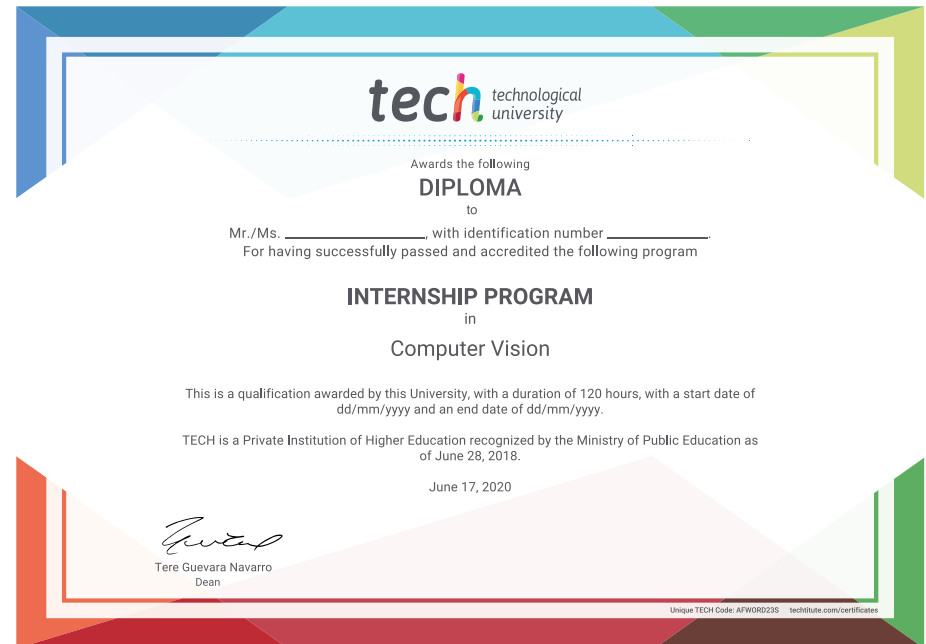 tech technological
university
Awards the following
DIPLOMA
to
Mr./Ms. ____________________, with identification number ______________.
For having successfully passed and accredited the following program
INTERNSHIP PROGRAM
in
Computer Vision
This is a qualification awarded by this University, with a duration of 120 hours, with a start date of
dd/mm/yyyy and an end date of dd/mm/yyyy.
TECH is a Private Institution of Higher Education recognized by the Ministry of Public Education as
of June 28, 2018.
June 17, 2020
Tere Guevara Navarro
Dean
Unique TECH Code: AFWORD23S techtitute.com/certificates